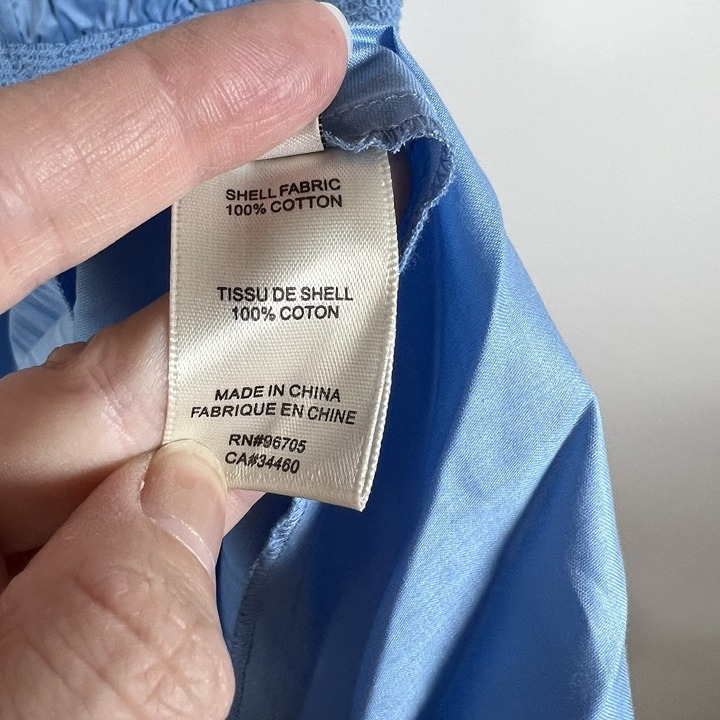 SHELL FABRIC
100% COTTON
TISSU DE SHELL
100% COTON
MADE IN CHINA
FABRIQUE EN CHINE
RN#96705
CA#34460